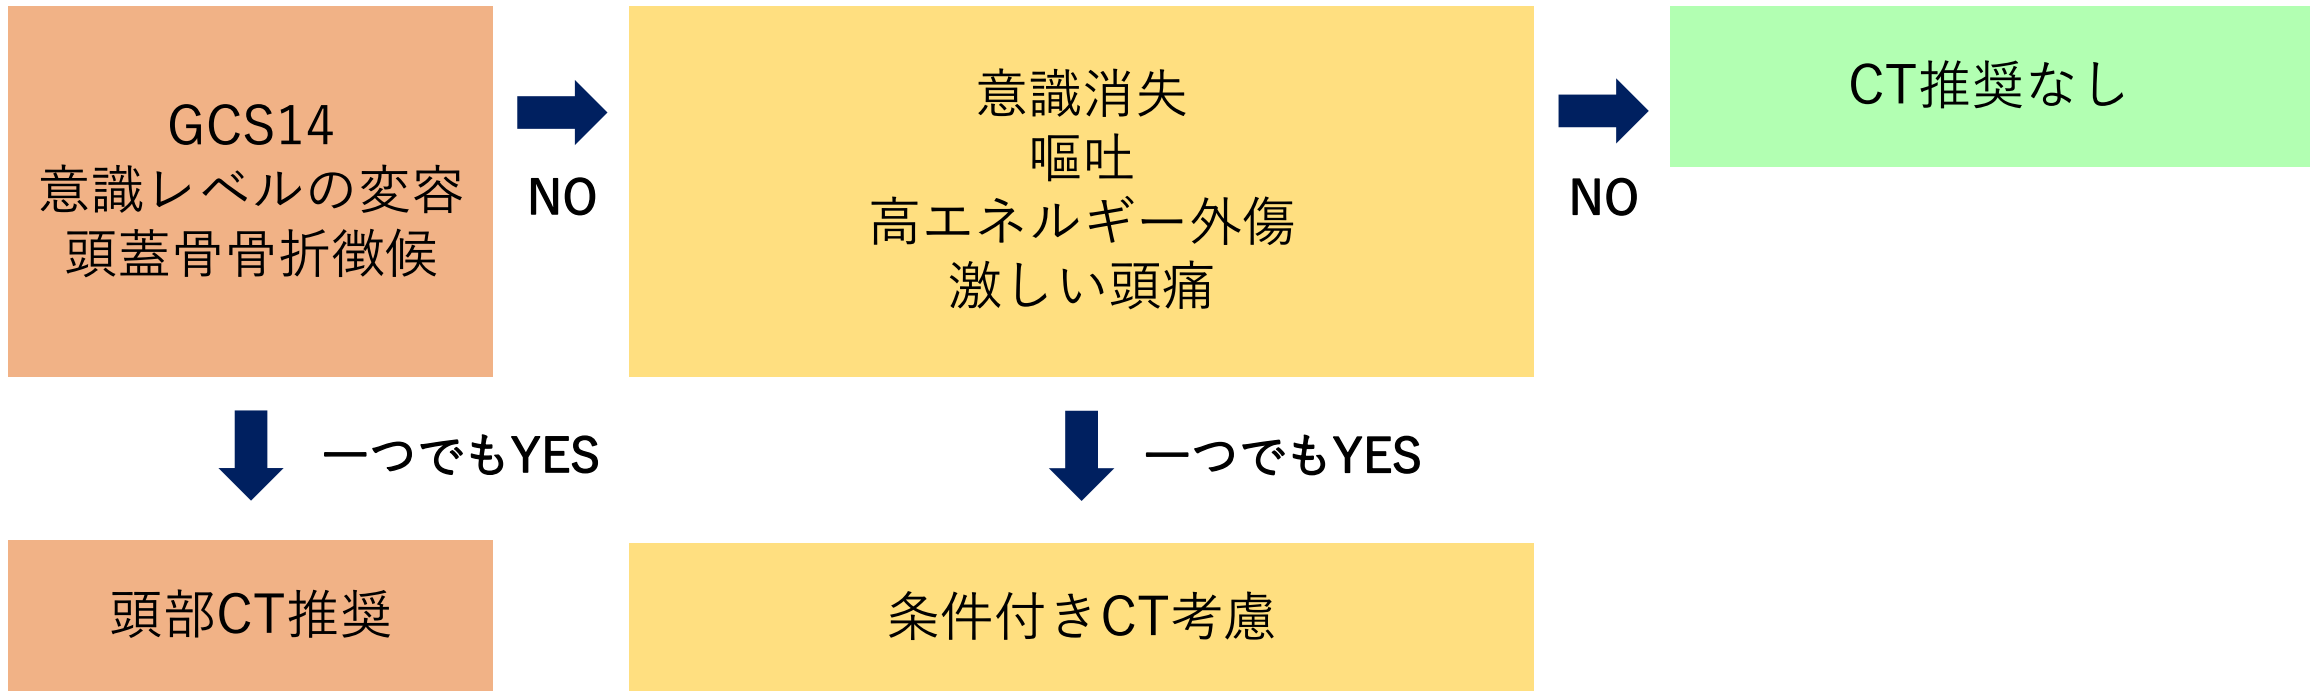 GCS14
意識レベルの変容
頭蓋骨骨折徴候
NO
意識消失
嘔吐
高エネルギー外傷
激しい頭痛
NO
CT推奨なし
一つでもYES
一つでもYES
頭部CT推奨
条件付きCT考慮